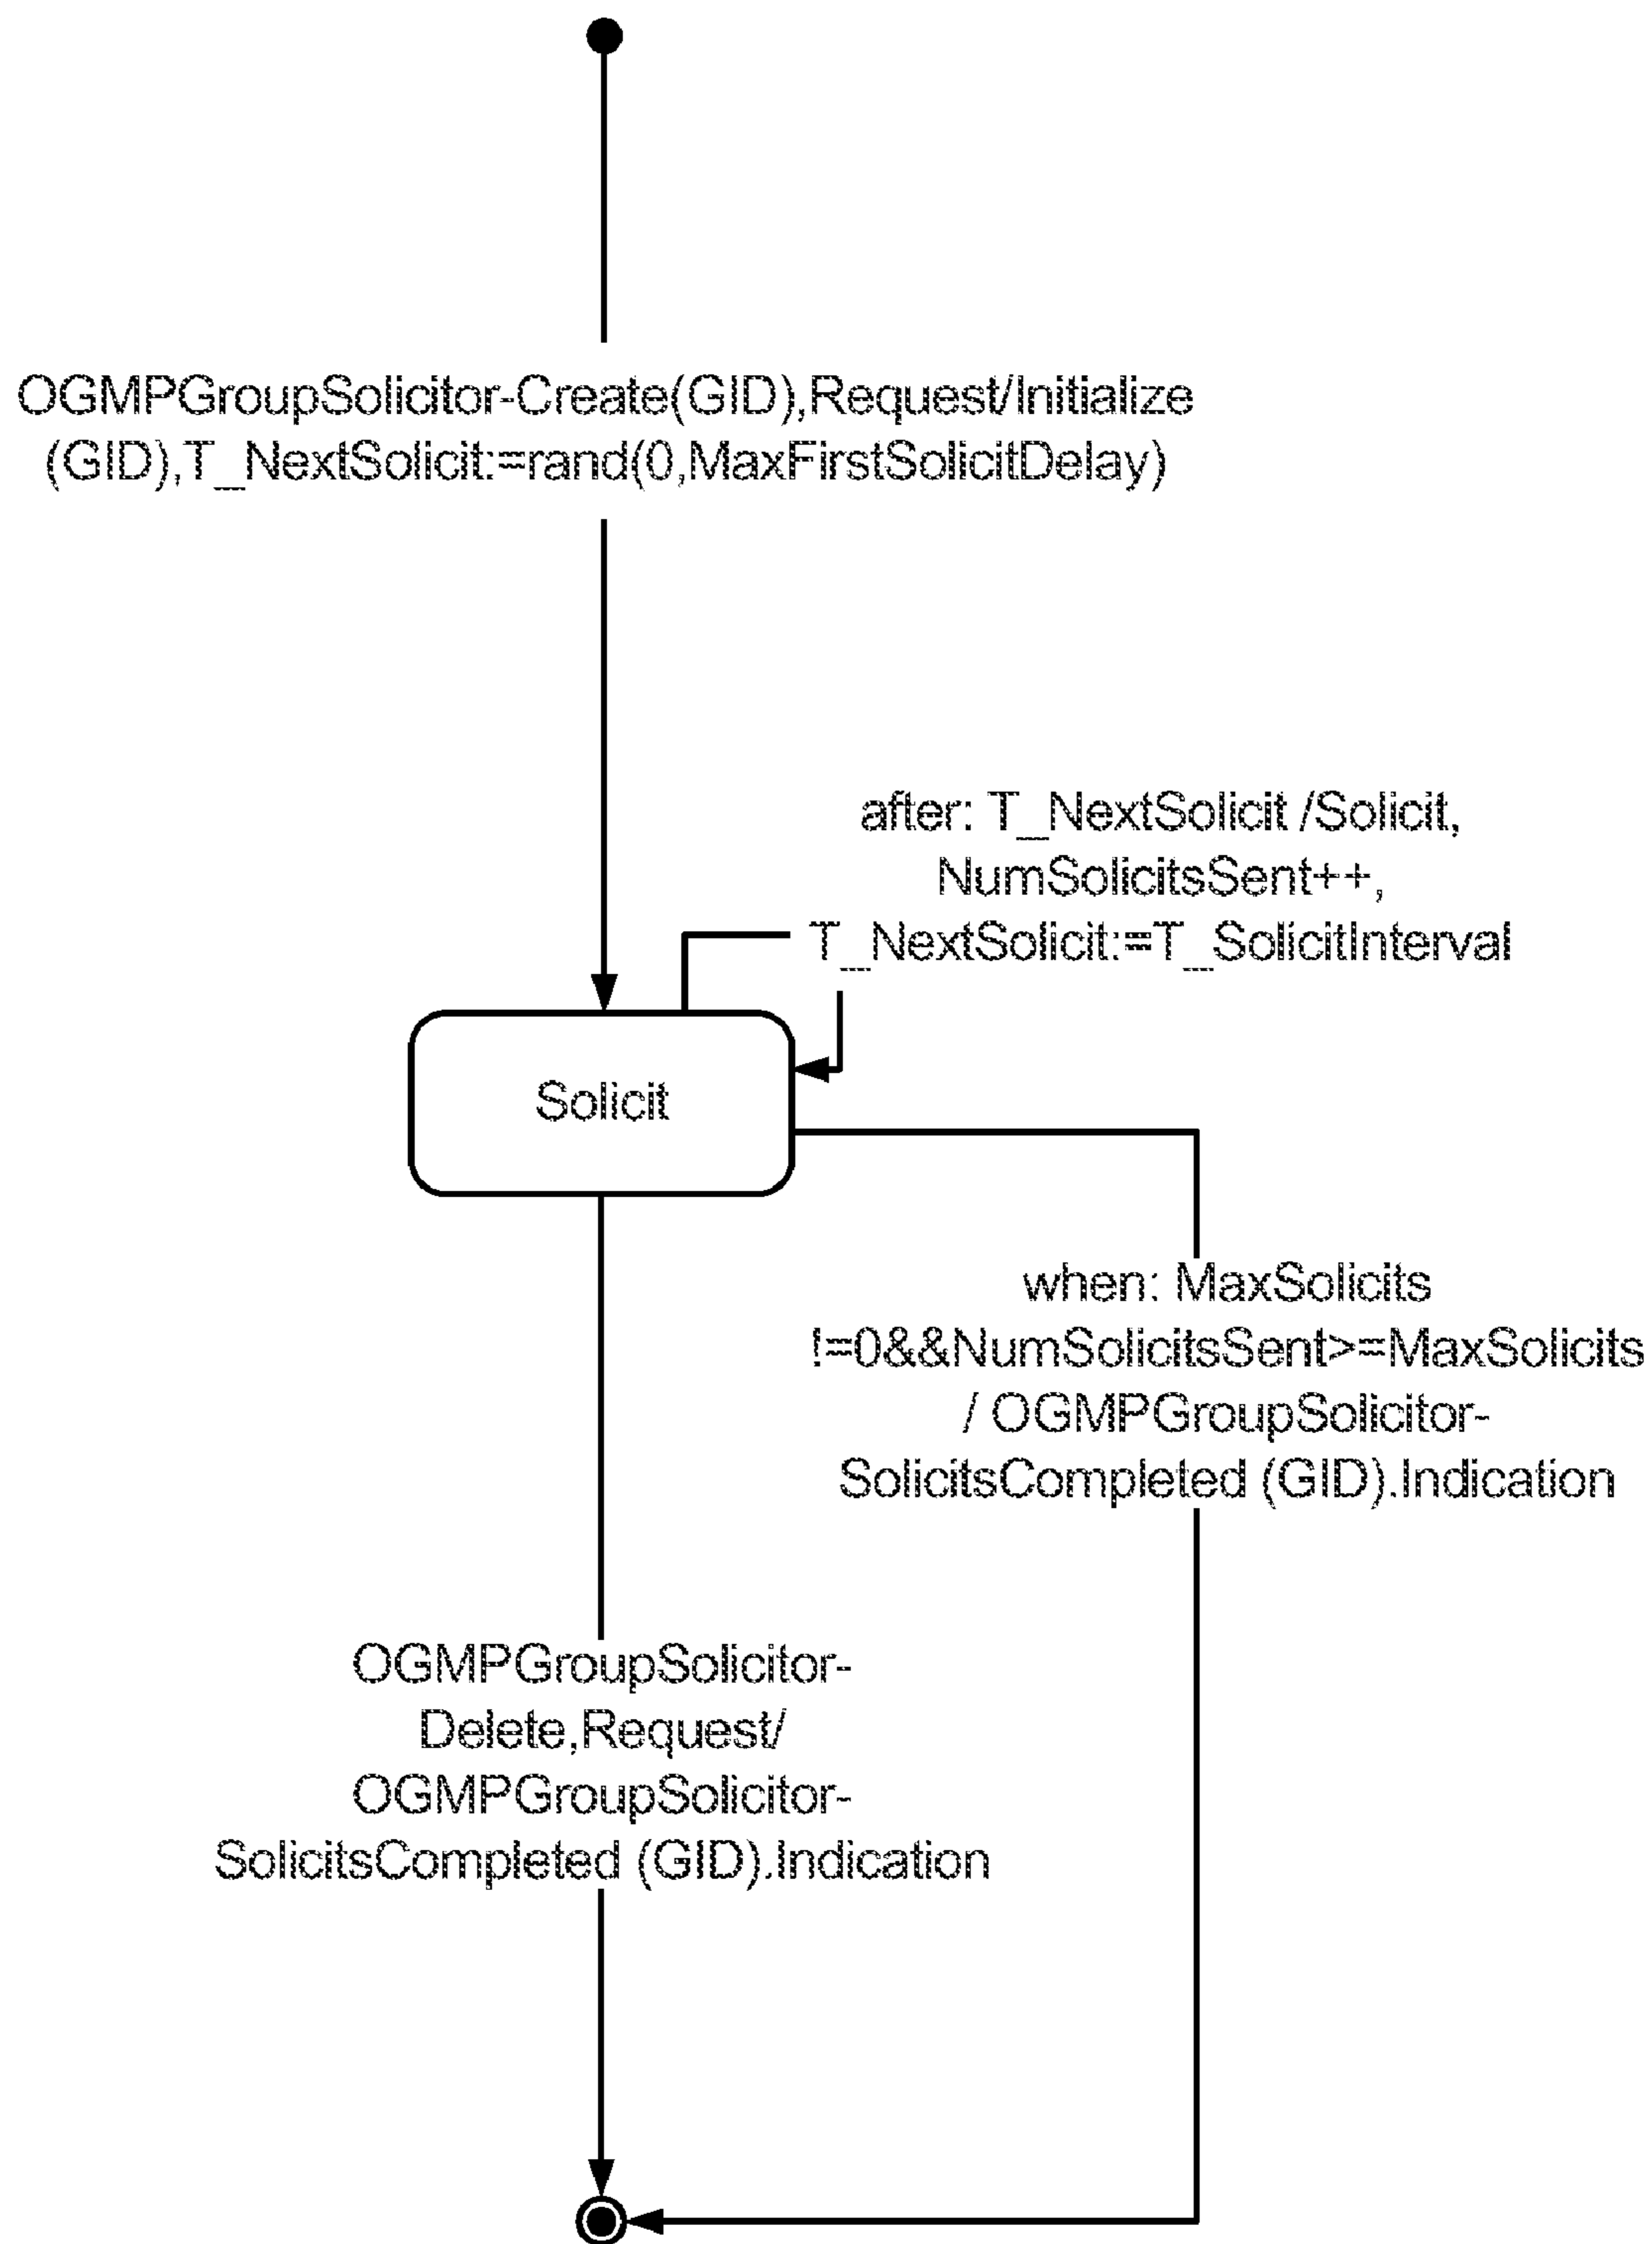 OGMPGroupSolicitor-Create(GID),Request/Initialize
(GID),T_NextSolicit:=rand(0,MaxFirstSolicitDelay)
after: T_NextSolicit /Solicit,
NumSolicitsSent++,
T_NextSolicit:=T_SolicitInterval
Solicit
when: MaxSolicits
!=0&&NumSolicitsSent>=MaxSolicits
/ OGMPGroupSolicitor-
SolicitsCompleted (GID).Indication
OGMPGroupSolicitor-
Delete,Request/
OGMPGroupSolicitor-
SolicitsCompleted (GID).Indication